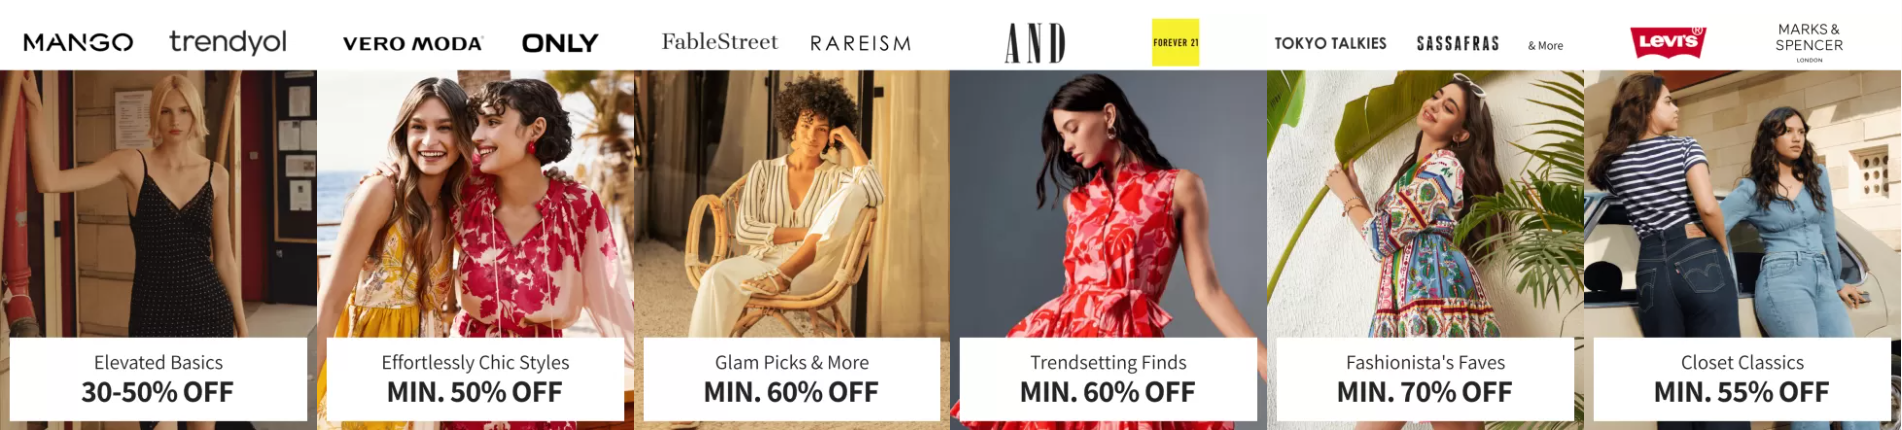 MANGO
trendyol
Elevated Basics
30-50% OFF
VERO MODA
ONLY
Effortlessly Chic Styles
MIN. 50% OFF
FableStreet
RAREISM
Glam Picks & More
MIN. 60% OFF
AND
FOREVER 21
Trendsetting Finds
MIN. 60% OFF
TOKYO TALKIES
SASSAFRAS
& More
Fashionista's Faves
MIN. 70% OFF
LEVI'S®
MARKS &
SPENCER
LONDON
Closet Classics
MIN. 55% OFF